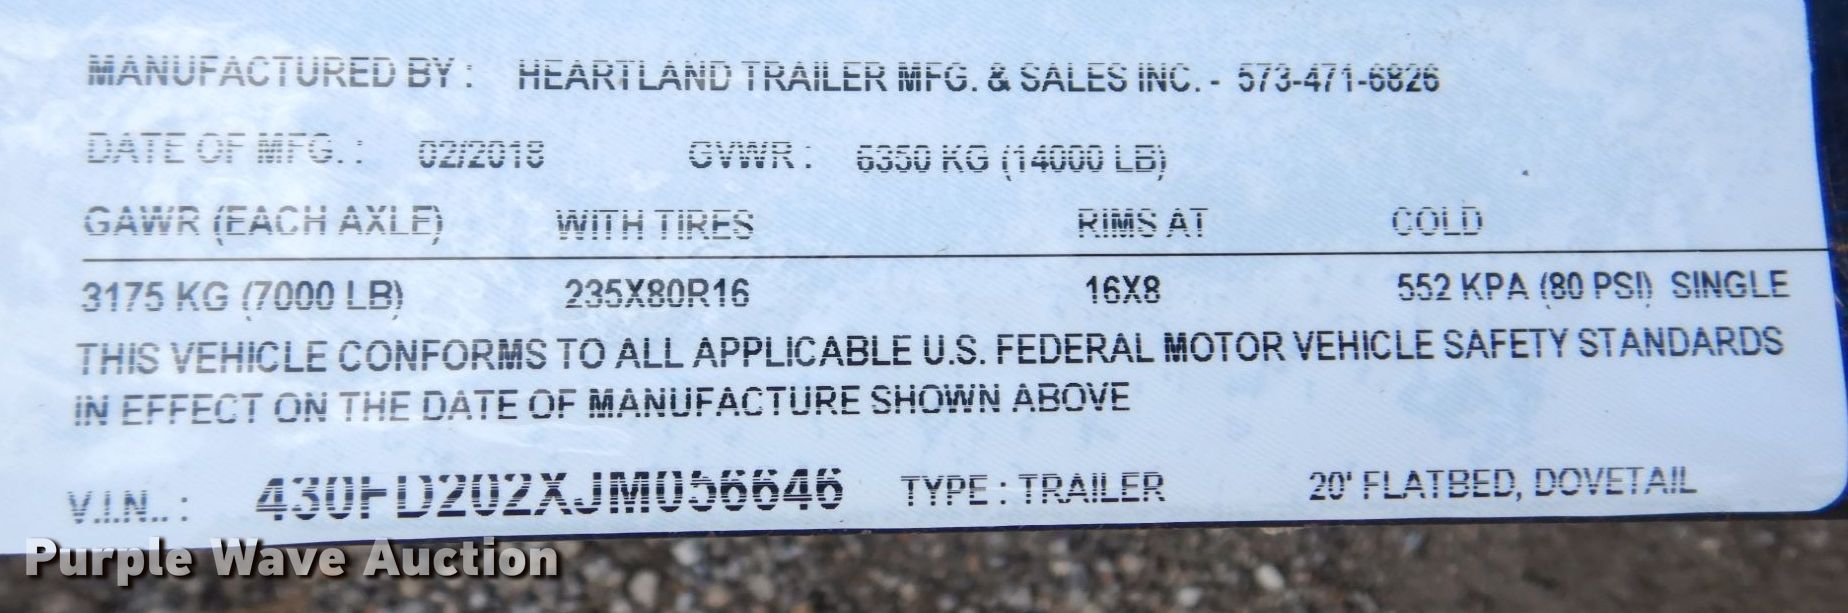 MANUFACTURED BY : HEARTLAND TRAILER MFG. & SALES INC. - 573-471-6826
DATE OF MFG. : 02/2018 GVWR : 6350 KG (14000 LB)
GAWR (EACH AXLE) WITH TIRES RIMS AT COLD
3175 KG (7000 LB) 235X80R16 16X8 552 KPA (80 PSI) SINGLE
THIS VEHICLE CONFORMS TO ALL APPLICABLE U.S. FEDERAL MOTOR VEHICLE SAFETY STANDARDS
IN EFFECT ON THE DATE OF MANUFACTURE SHOWN ABOVE
V.I.N.. : 430FD202XJM056646 TYPE : TRAILER 20' FLATBED, DOVETAIL
Purple Wave Auction